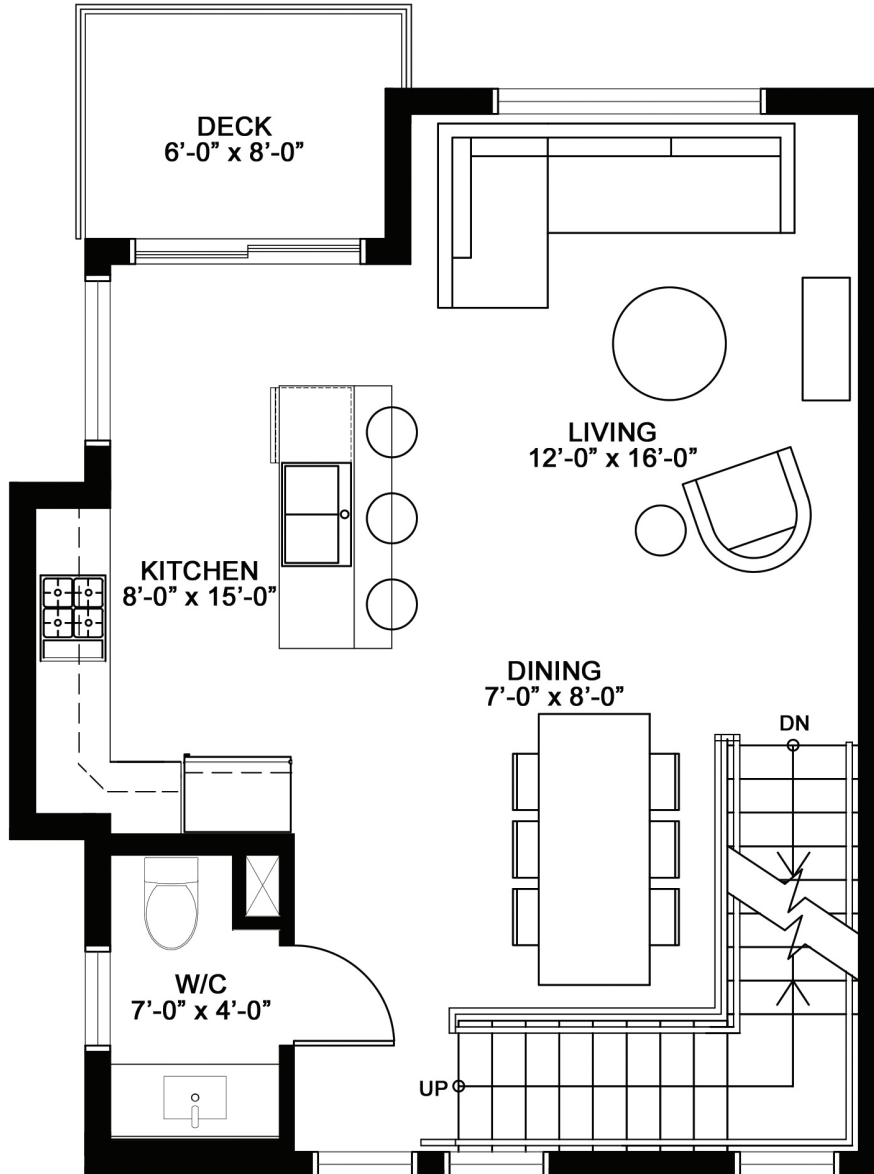 DECK
6’-0” x 8’-0”
LIVING
12’-0” x 16’-0”
KITCHEN
8’-0” x 15’-0”
DINING
7’-0” x 8’-0”
DN
W/C
7’-0” x 4’-0”
UP